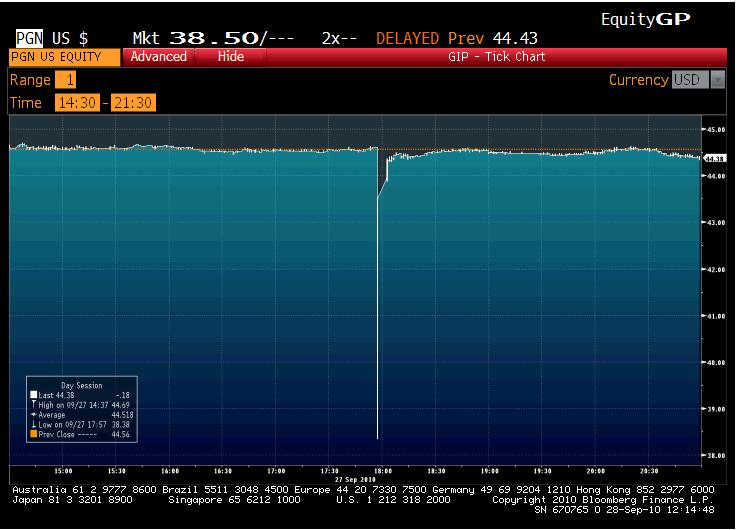 EquityGP
PGN US $ Mkt 38.50/--- 2x-- DELAYED Prev 44.43
PGN US EQUITY Advanced Hide GIP - Tick Chart
Range 1 Currency USD
Time 14:30 - 21:30
45.00
44.38
44.00
43.00
42.00
41.00
40.00
39.00
38.00
Day Session
Last 44.38 -.18
High on 09/27 14:37 44.69
Average 44.518
Low on 09/27 17:57 38.38
Prev Close ----- 44.56
15:00 15:30 16:00 16:30 17:00 17:30 18:00 18:30 19:00 19:30 20:00 20:30
27 Sep 2010
Australia 61 2 9777 8600 Brazil 5511 3048 4500 Europe 44 20 7330 7500 Germany 49 69 9204 1210 Hong Kong 852 2977 6000
Japan 81 3 3201 8900 Singapore 65 6212 1000 U.S. 1 212 318 2000 Copyright 2010 Bloomberg Finance L.P.
SN 670765 O 28-Sep-10 12:14:48